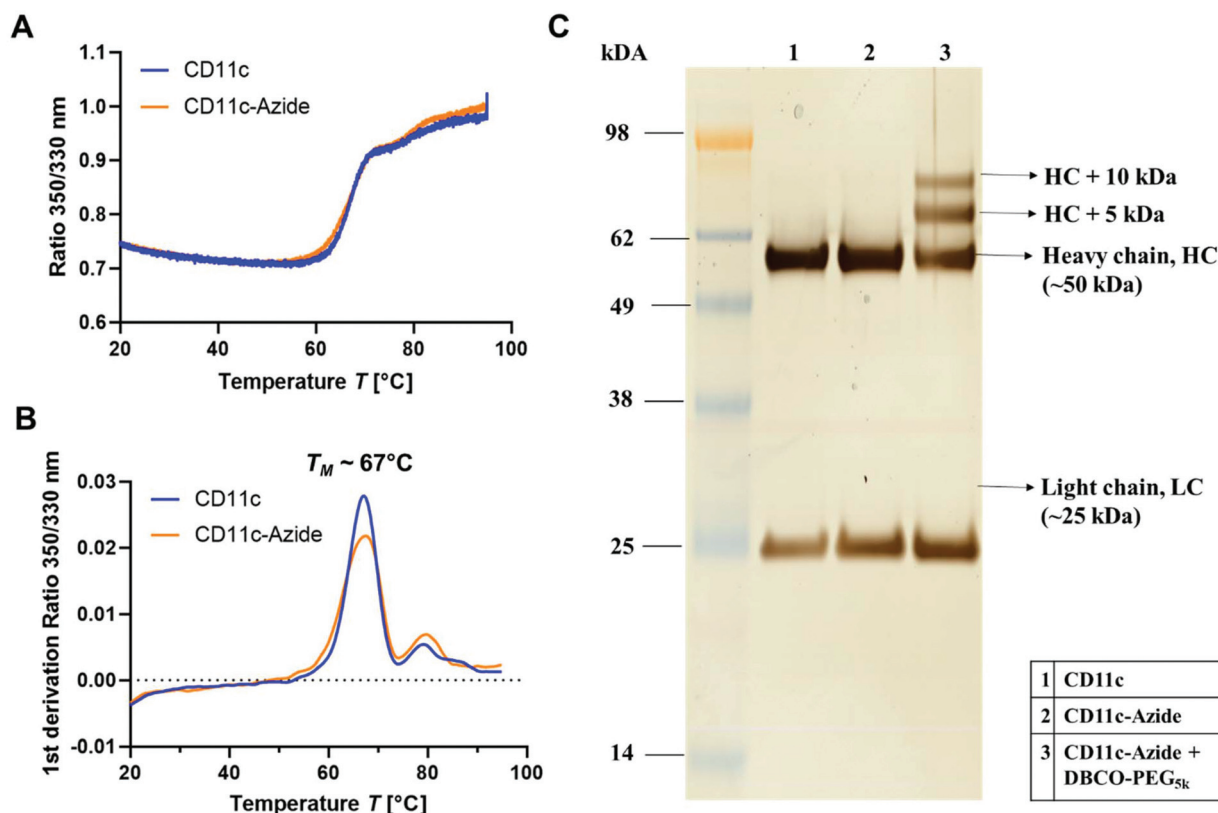 A
1.1
1.0
0.9
0.8
0.7
0.6
Ratio 350/330 nm
CD11c
CD11c-Azide
20
40
60
80
100
Temperature T [°C]
B
T_M ~ 67°C
0.03
0.02
0.01
0.00
-0.01
1st derivation Ratio 350/330 nm
CD11c
CD11c-Azide
20
40
60
80
100
Temperature T [°C]
C
kDA
1
2
3
98
62
49
38
25
14
HC + 10 kDa
HC + 5 kDa
Heavy chain, HC
(~50 kDa)
Light chain, LC
(~25 kDa)
1 CD11c
2 CD11c-Azide
3 CD11c-Azide +
DBCO-PEG5k